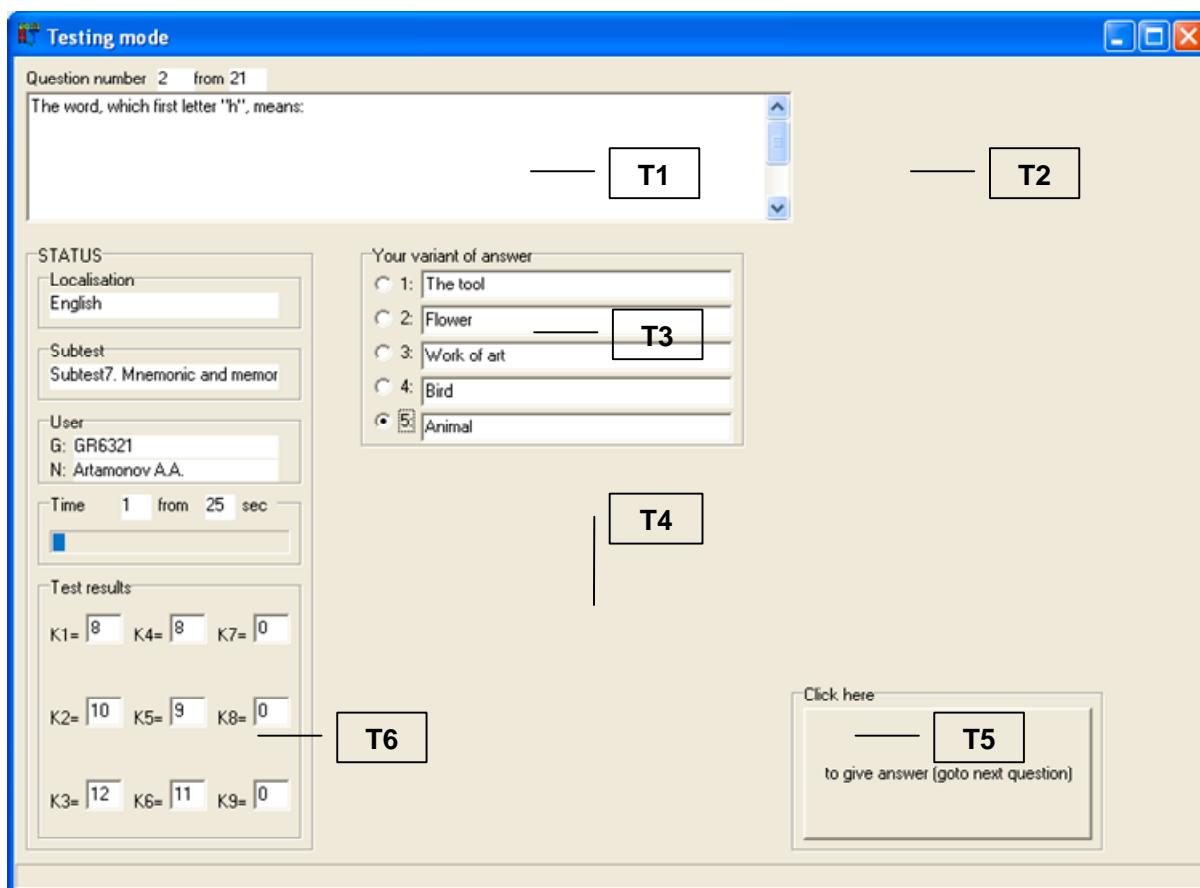 Testing mode
Question number 2 from 21
The word, which first letter "h", means:
T1
T2
STATUS
Localisation
English
Subtest
Subtest7. Mnemonic and memor
User
G: GR6321
N: Artamonov A.A.
Time 1 from 25 sec
Test results
K1= 8 K4= 8 K7= 0
K2= 10 K5= 9 K8= 0
K3= 12 K6= 11 K9= 0
T6
Your variant of answer
1: The tool
2: Flower
3: Work of art
4: Bird
5: Animal
T3
T4
Click here
T5
to give answer (goto next question)